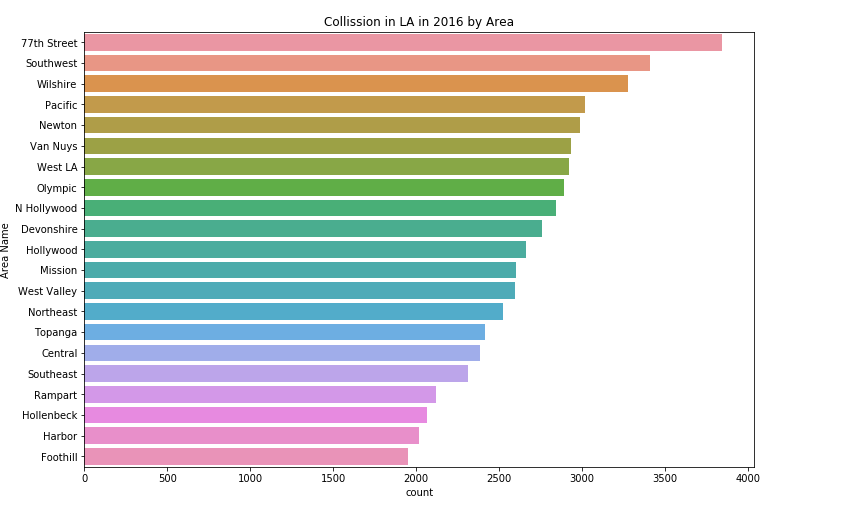 Collission in LA in 2016 by Area
Area Name
77th Street
Southwest
Wilshire
Pacific
Newton
Van Nuys
West LA
Olympic
N Hollywood
Devonshire
Hollywood
Mission
West Valley
Northeast
Topanga
Central
Southeast
Rampart
Hollenbeck
Harbor
Foothill
0 500 1000 1500 2000 2500 3000 3500 4000
count